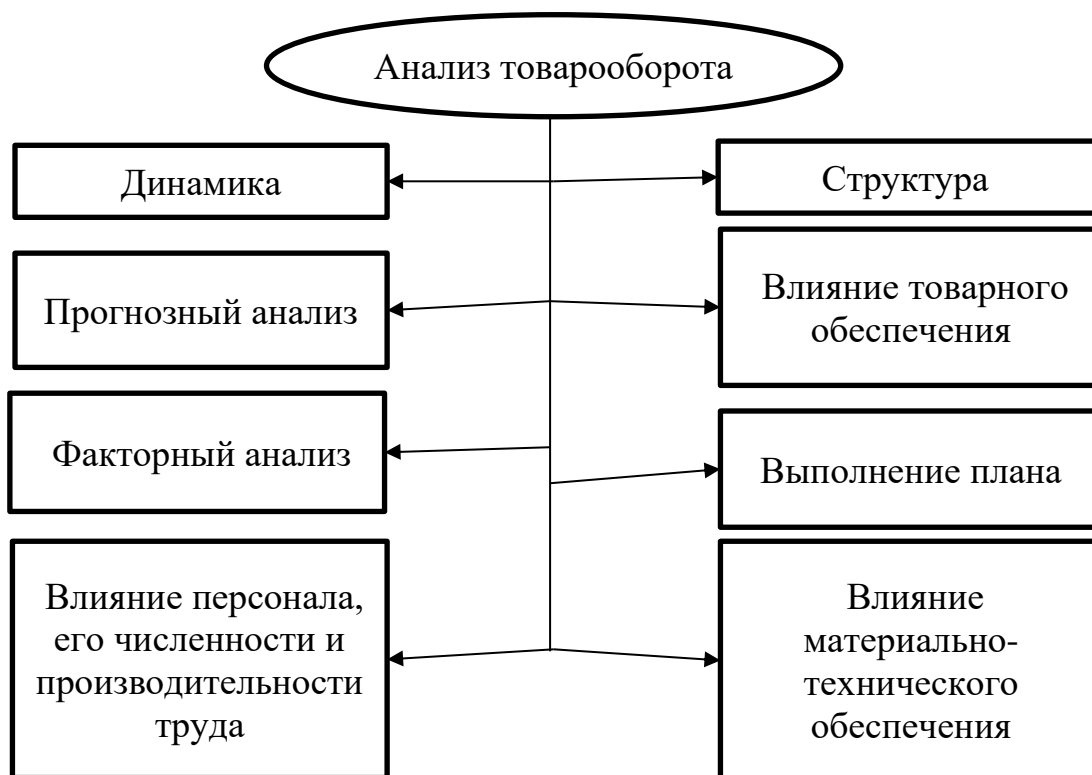 Анализ товарооборота
Динамика
Структура
Прогнозный анализ
Влияние товарного
обеспечения
Факторный анализ
Выполнение плана
Влияние персонала,
его численности и
производительности
труда
Влияние
материально-
технического
обеспечения